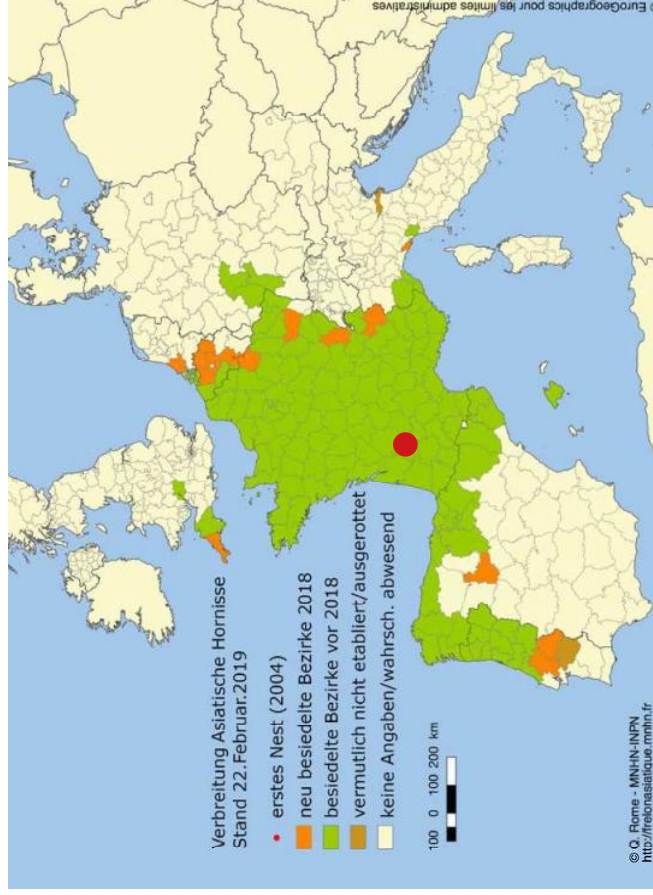 © EuroGeographics pour les limites administratives
Verbreitung Asiatische Hornisse
Stand 22.Februar.2019
erstes Nest (2004)
neu besiedelte Bezirke 2018
besiedelte Bezirke vor 2018
vermutlich nicht etabliert/ausgerottet
keine Angaben/wahrsch. abwesend
100 0 100 200 km
© Q. Rome - MNHN-INPN
http://frelonasiatique.mnhn.fr